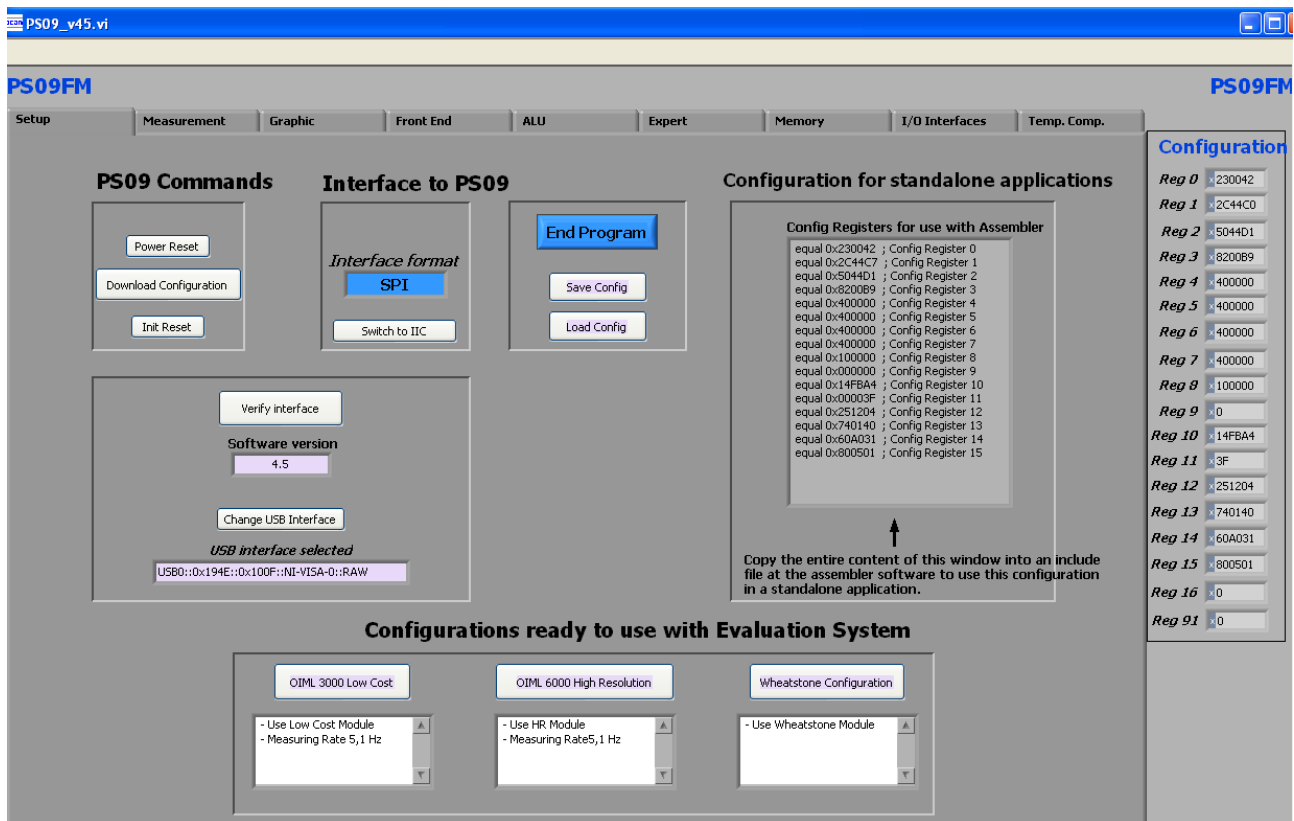 PS09_v45.vi
PS09FM
PS09FM
Setup
Measurement
Graphic
Front End
ALU
Expert
Memory
I/O Interfaces
Temp. Comp.
PS09 Commands
Power Reset
Download Configuration
Init Reset
Interface to PS09
Interface format
SPI
Switch to IIC
End Program
Save Config
Load Config
Verify interface
Software version
4.5
Change USB Interface
USB interface selected
USB0::0x194E::0x100F::NI-VISA-0::RAW
Configuration for standalone applications
Config Registers for use with Assembler
equal 0x230042 ; Config Register 0
equal 0x2C44C7 ; Config Register 1
equal 0x5044D1 ; Config Register 2
equal 0x8200B9 ; Config Register 3
equal 0x400000 ; Config Register 4
equal 0x400000 ; Config Register 5
equal 0x400000 ; Config Register 6
equal 0x400000 ; Config Register 7
equal 0x100000 ; Config Register 8
equal 0x000000 ; Config Register 9
equal 0x14FBA4 ; Config Register 10
equal 0x00003F ; Config Register 11
equal 0x251204 ; Config Register 12
equal 0x740140 ; Config Register 13
equal 0x60A031 ; Config Register 14
equal 0x800501 ; Config Register 15
Copy the entire content of this window into an include
file at the assembler software to use this configuration
in a standalone application.
Configurations ready to use with Evaluation System
OIML 3000 Low Cost
- Use Low Cost Module
- Measuring Rate 5,1 Hz
OIML 6000 High Resolution
- Use HR Module
- Measuring Rate5,1 Hz
Wheatstone Configuration
- Use Wheatstone Module
Configuration
Reg 0 x 230042
Reg 1 x 2C44C0
Reg 2 x 5044D1
Reg 3 x 8200B9
Reg 4 x 400000
Reg 5 x 400000
Reg 6 x 400000
Reg 7 x 400000
Reg 8 x 100000
Reg 9 x 0
Reg 10 x 14FBA4
Reg 11 x 3F
Reg 12 x 251204
Reg 13 x 740140
Reg 14 x 60A031
Reg 15 x 800501
Reg 16 x 0
Reg 91 x 0